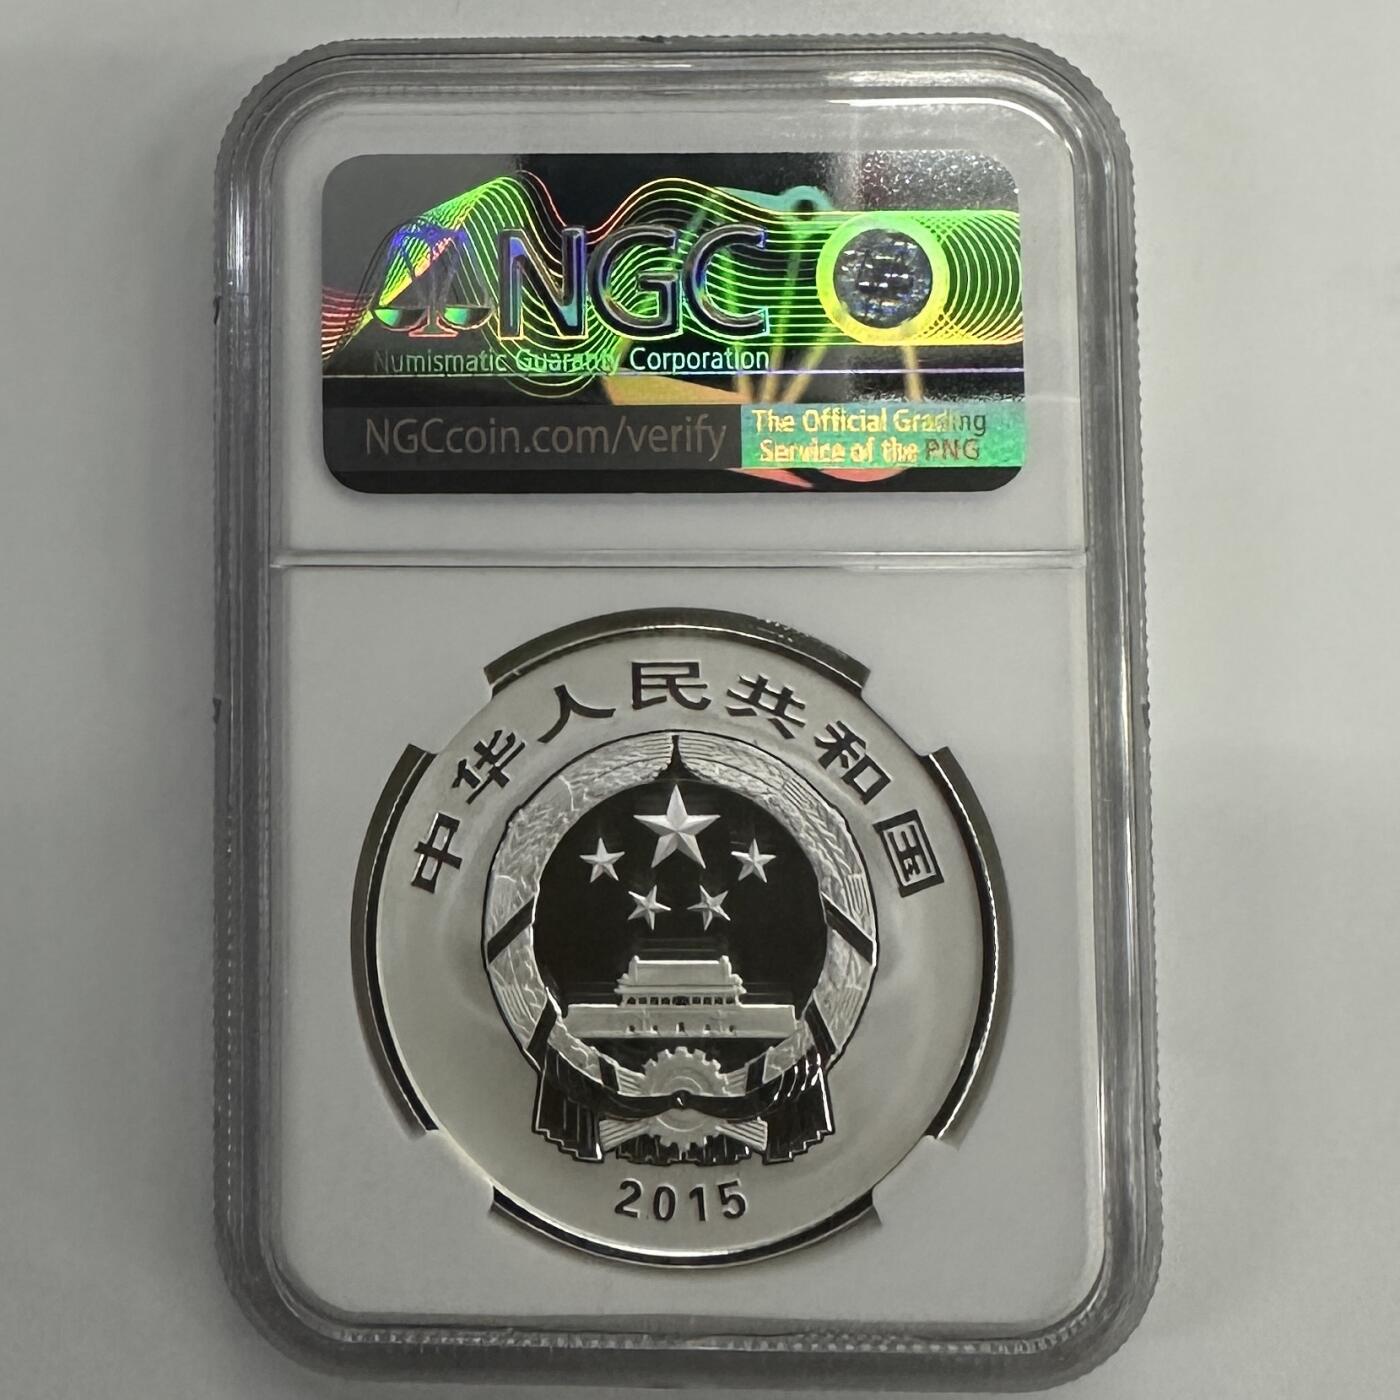 NGC
Numismatic Guaranty Corporation
NGCcoin.com/verify
The Official Grading
Service of the PNG
中华人民共和国
2015